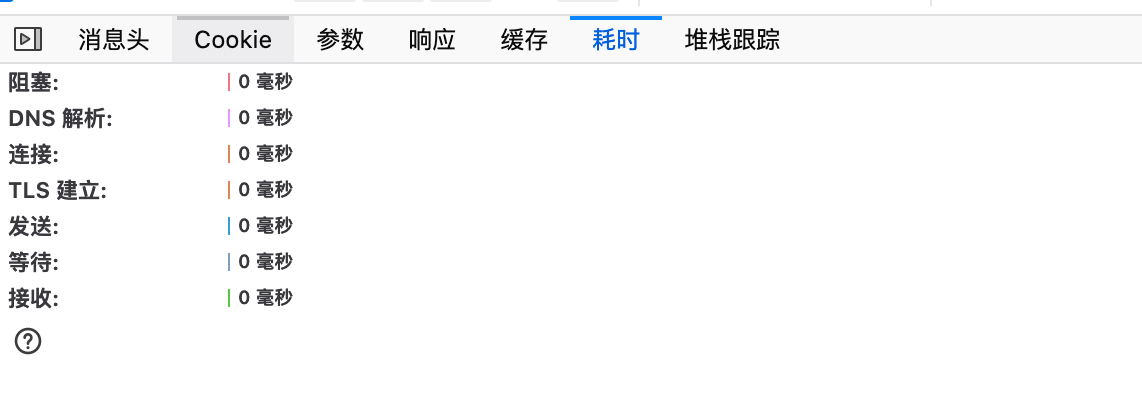 消息头 Cookie 参数 响应 缓存 耗时 堆栈跟踪
阻塞: 0 毫秒
DNS 解析: 0 毫秒
连接: 0 毫秒
TLS 建立: 0 毫秒
发送: 0 毫秒
等待: 0 毫秒
接收: 0 毫秒